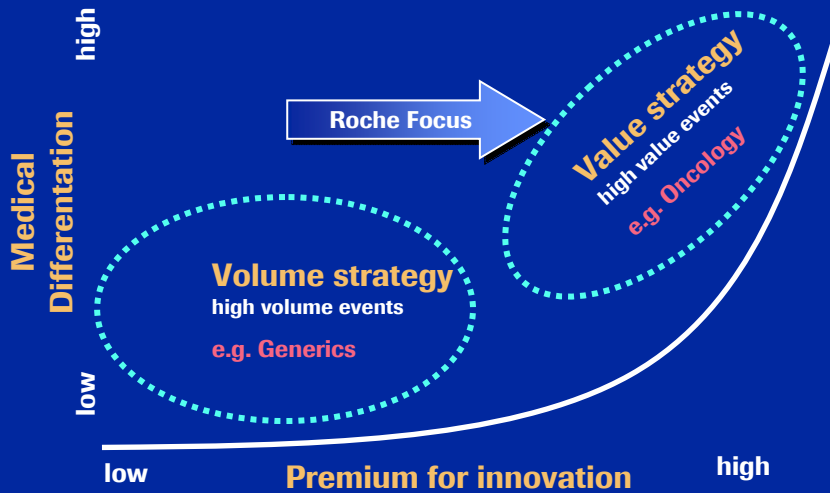 high
Medical
Differentation
low
Roche Focus
Value strategy
high value events
e.g. Oncology
Volume strategy
high volume events
e.g. Generics
low
Premium for innovation
high